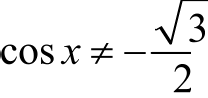 cos x ≠ −√3/2